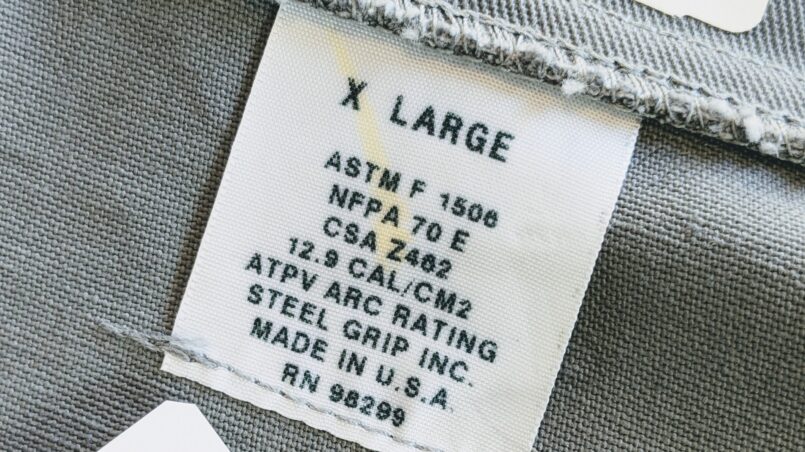 X LARGE
ASTM F 1506
NFPA 70 E
CSA Z462
12.9 CAL/CM2
ATPV ARC RATING
STEEL GRIP INC.
MADE IN U.S.A.
RN 96299